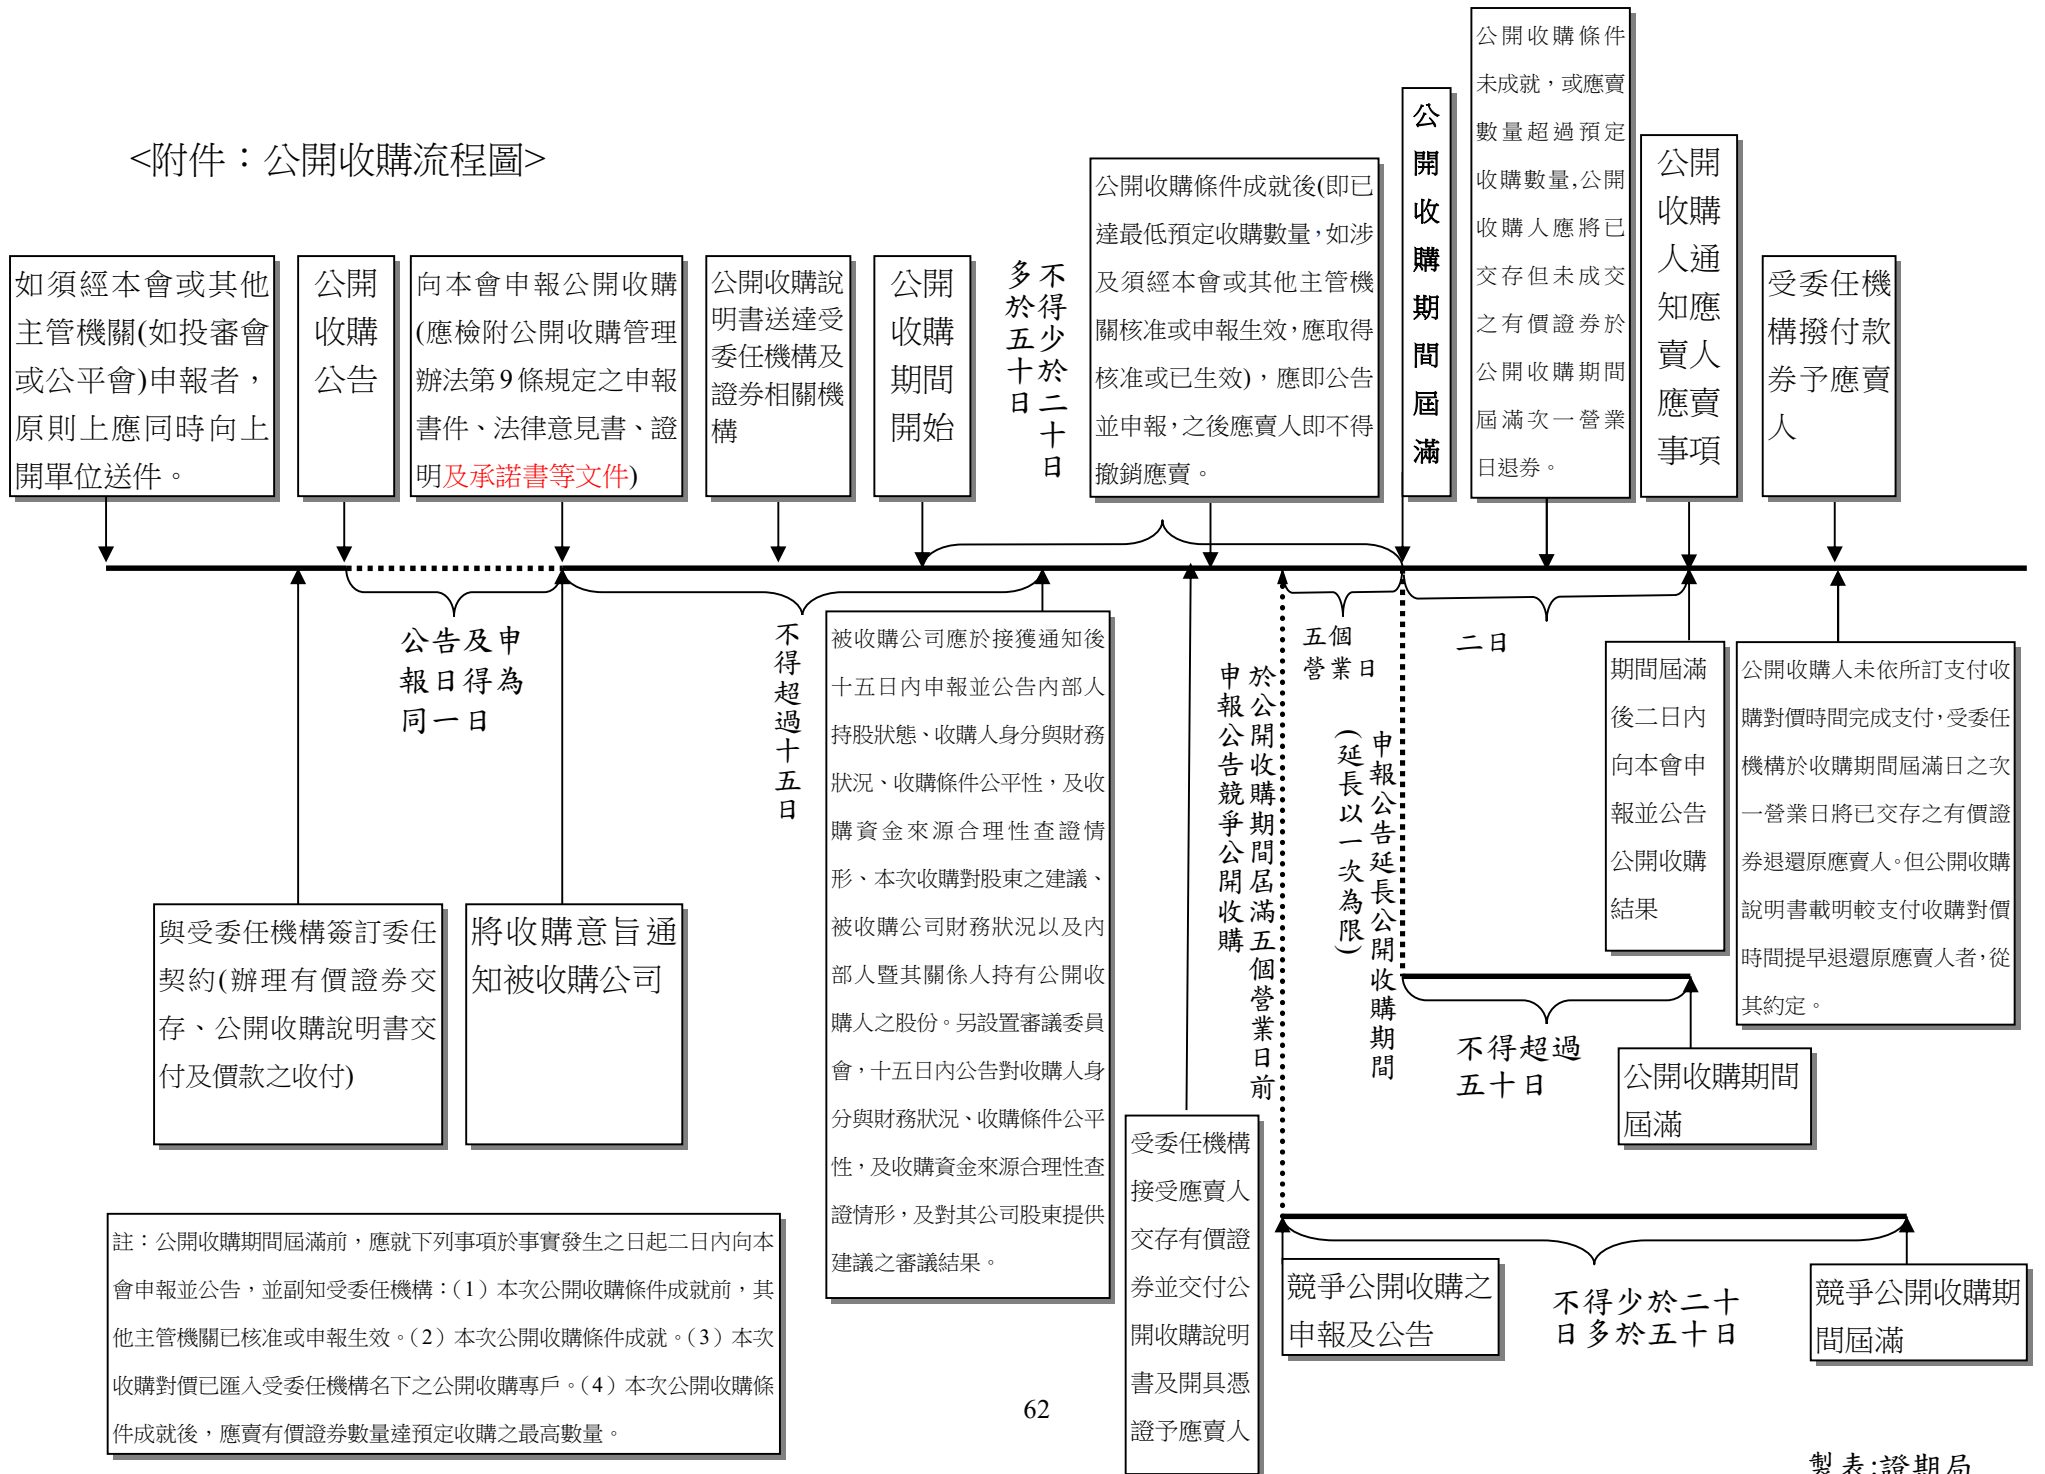 <附件：公開收購流程圖>
如須經本會或其他
主管機關(如投審會
或公平會)申報者，
原則上應同時向上
開單位送件。
公開
收購
公告
向本會申報公開收購
(應檢附公開收購管理
辦法第9條規定之申報
書件、法律意見書、證
明及承諾書等文件)
公開收購說
明書送達受
委任機構及
證券相關機
構
公開
收購
期間
開始
不得少於二十日
多於五十日
公開收購條件成就後(即已
達最低預定收購數量，如涉
及須經本會或其他主管機
關核准或申報生效，應取得
核准或已生效)，應即公告
並申報，之後應賣人即不得
撤銷應賣。
公
開
收
購
期
間
屆
滿
公開收購條件
未成就，或應賣
數量超過預定
收購數量,公開
收購人應將已
交存但未成交
之有價證券於
公開收購期間
屆滿次一營業
日退券。
公開
收購
人通
知應
賣人
應賣
事項
受委任機
構撥付款
券予應賣
人
公告及申
報日得為
同一日
不得超過十五日
與受委任機構簽訂委任
契約(辦理有價證券交
存、公開收購說明書交
付及價款之收付)
將收購意旨通
知被收購公司
被收購公司應於接獲通知後
十五日內申報並公告內部人
持股狀態、收購人身分與財務
狀況、收購條件公平性，及收
購資金來源合理性查證情
形、本次收購對股東之建議、
被收購公司財務狀況以及內
部人暨其關係人持有公開收
購人之股份。另設置審議委員
會，十五日內公告對收購人身
分與財務狀況、收購條件公平
性，及收購資金來源合理性查
證情形，及對其公司股東提供
建議之審議結果。
受委任機構
接受應賣人
交存有價證
券並交付公
開收購說明
書及開具憑
證予應賣人
於公開收購期間屆滿五個營業日前
申報公告競爭公開收購
五個
營業日
申報公告延長公開收購期間
(延長以一次為限)
二日
期間屆滿
後二日內
向本會申
報並公告
公開收購
結果
公開收購人未依所訂支付收
購對價時間完成支付，受委任
機構於收購期間屆滿日之次
一營業日將已交存之有價證
券退還原應賣人。但公開收購
說明書載明較支付收購對價
時間提早退還原應賣人者，從
其約定。
不得超過
五十日
公開收購期間
屆滿
競爭公開收購之
申報及公告
不得少於二十
日多於五十日
競爭公開收購期
間屆滿
註：公開收購期間屆滿前，應就下列事項於事實發生之日起二日內向本
會申報並公告，並副知受委任機構：（1）本次公開收購條件成就前，其
他主管機關已核准或申報生效。（2）本次公開收購條件成就。（3）本次
收購對價已匯入受委任機構名下之公開收購專戶。（4）本次公開收購條
件成就後，應賣有價證券數量達預定收購之最高數量。
62
製表:證期局